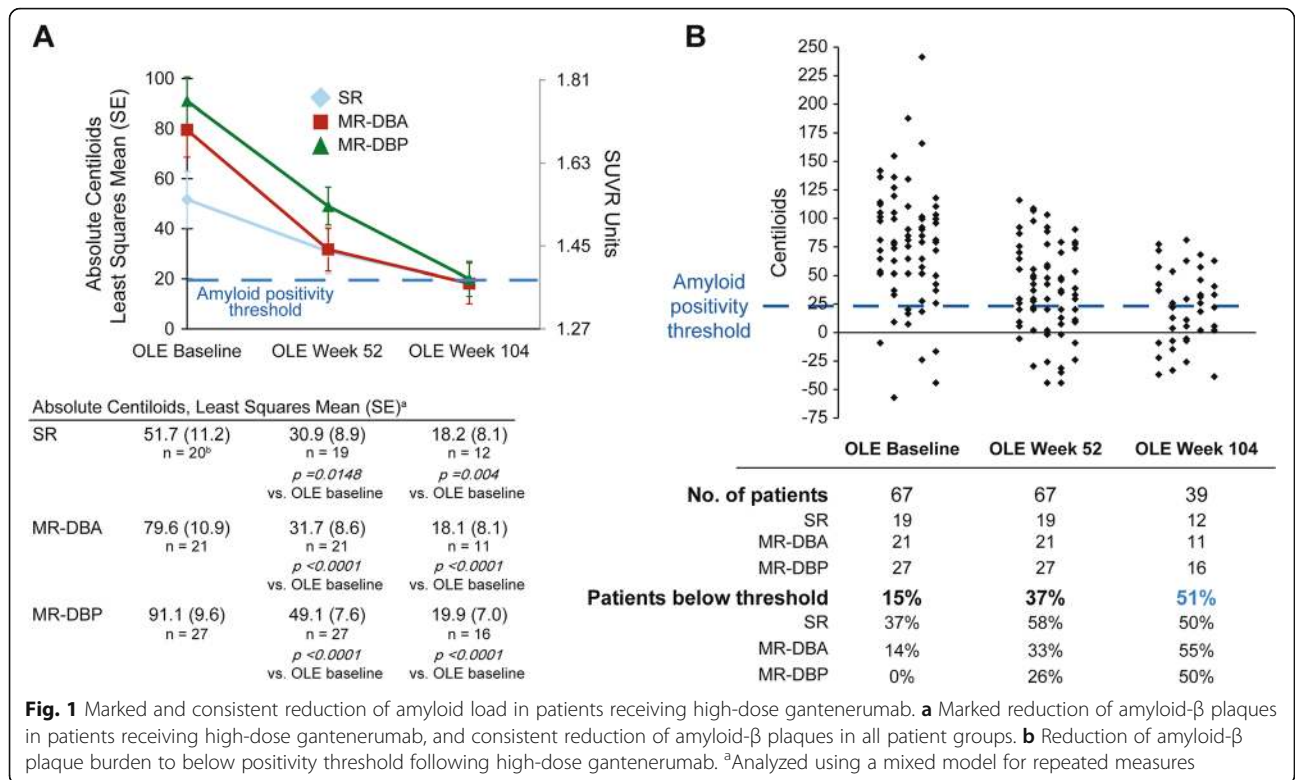 A
Absolute Centiloids
Least Squares Mean (SE)
100
80
60
40
20
0
SR
MR-DBA
MR-DBP
1.81
1.63
1.45
1.27
SUVR Units
Amyloid positivity
threshold
OLE Baseline OLE Week 52 OLE Week 104
Absolute Centiloids, Least Squares Mean (SE)ᵃ
SR 51.7 (11.2) 30.9 (8.9) 18.2 (8.1)
n = 20ᵇ n = 19 n = 12
p =0.0148 p =0.004
vs. OLE baseline vs. OLE baseline
MR-DBA 79.6 (10.9) 31.7 (8.6) 18.1 (8.1)
n = 21 n = 21 n = 11
p <0.0001 p <0.0001
vs. OLE baseline vs. OLE baseline
MR-DBP 91.1 (9.6) 49.1 (7.6) 19.9 (7.0)
n = 27 n = 27 n = 16
p <0.0001 p <0.0001
vs. OLE baseline vs. OLE baseline
B
Centiloids
250
225
200
175
150
125
100
75
50
25
0
-25
-50
-75
Amyloid
positivity
threshold
OLE Baseline OLE Week 52 OLE Week 104
No. of patients 67 67 39
SR 19 19 12
MR-DBA 21 21 11
MR-DBP 27 27 16
Patients below threshold 15% 37% 51%
SR 37% 58% 50%
MR-DBA 14% 33% 55%
MR-DBP 0% 26% 50%
Fig. 1 Marked and consistent reduction of amyloid load in patients receiving high-dose gantenerumab. a Marked reduction of amyloid-β plaques
in patients receiving high-dose gantenerumab, and consistent reduction of amyloid-β plaques in all patient groups. b Reduction of amyloid-β
plaque burden to below positivity threshold following high-dose gantenerumab. ᵃAnalyzed using a mixed model for repeated measures